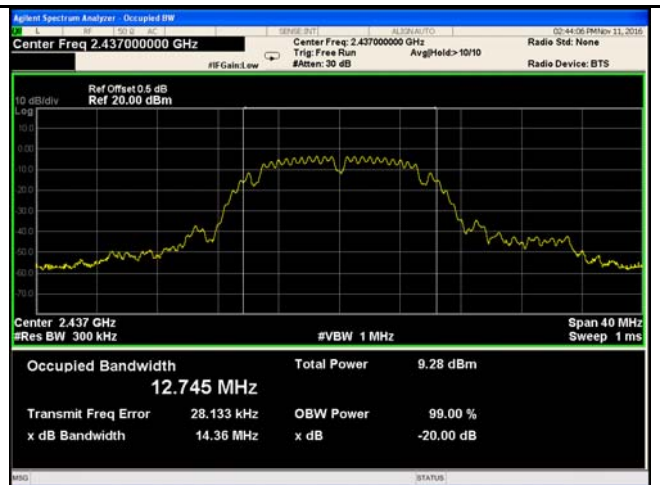 Agilent Spectrum Analyzer - Occupied BW
L RF 50 Ω AC SENSE:INT ALIGN AUTO 02:44:06 PM Nov 11, 2016
Center Freq 2.437000000 GHz Center Freq: 2.437000000 GHz Radio Std: None
Trig: Free Run Avg|Hold:> 10/10
#IFGain:Low #Atten: 30 dB Radio Device: BTS
Ref Offset 0.5 dB
10 dB/div Ref 20.00 dBm
Log
10.0
0.00
-10.0
-20.0
-30.0
-40.0
-50.0
-60.0
-70.0
Center 2.437 GHz Span 40 MHz
#Res BW 300 kHz #VBW 1 MHz Sweep 1 ms
Occupied Bandwidth Total Power 9.28 dBm
12.745 MHz
Transmit Freq Error 28.133 kHz OBW Power 99.00 %
x dB Bandwidth 14.36 MHz x dB -20.00 dB
MSG STATUS